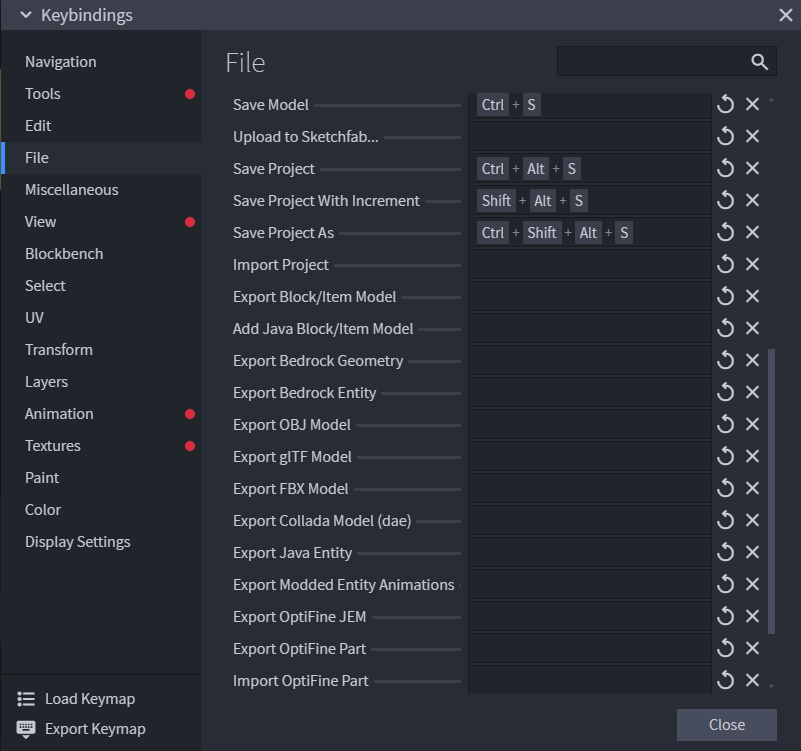 Keybindings
Navigation
Tools
Edit
File
Miscellaneous
View
Blockbench
Select
UV
Transform
Layers
Animation
Textures
Paint
Color
Display Settings
Load Keymap
Export Keymap
File
Save Model Ctrl + S
Upload to Sketchfab...
Save Project Ctrl + Alt + S
Save Project With Increment Shift + Alt + S
Save Project As Ctrl + Shift + Alt + S
Import Project
Export Block/Item Model
Add Java Block/Item Model
Export Bedrock Geometry
Export Bedrock Entity
Export OBJ Model
Export glTF Model
Export FBX Model
Export Collada Model (dae)
Export Java Entity
Export Modded Entity Animations
Export OptiFine JEM
Export OptiFine Part
Import OptiFine Part
Close